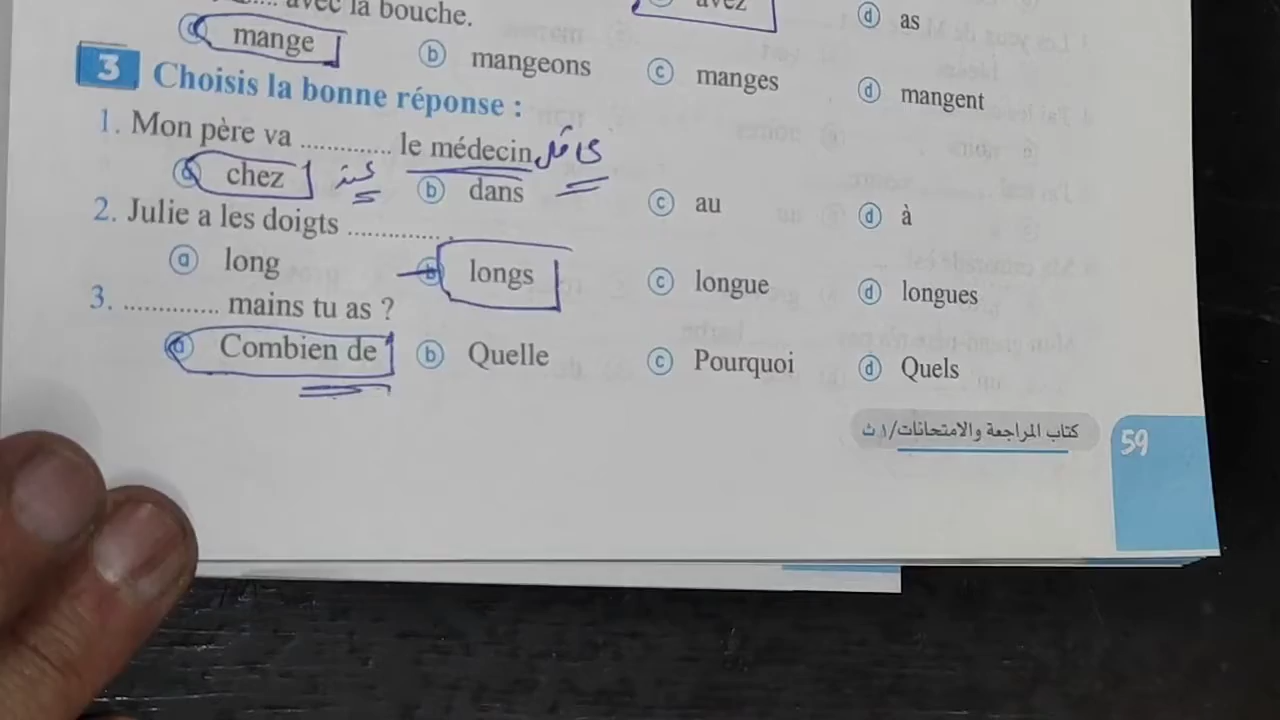 avec la bouche.
avez
ⓓ as
ⓐ mange ⓑ mangeons ⓒ manges ⓓ mangent
3 Choisis la bonne réponse :
1. Mon père va .............. le médecin
ⓐ chez ⓑ dans ⓒ au ⓓ à
2. Julie a les doigts ..............
ⓐ long ⓑ longs ⓒ longue ⓓ longues
3. .............. mains tu as ?
ⓐ Combien de ⓑ Quelle ⓒ Pourquoi ⓓ Quels
كتاب المراجعة والامتحانات/١ ث
59